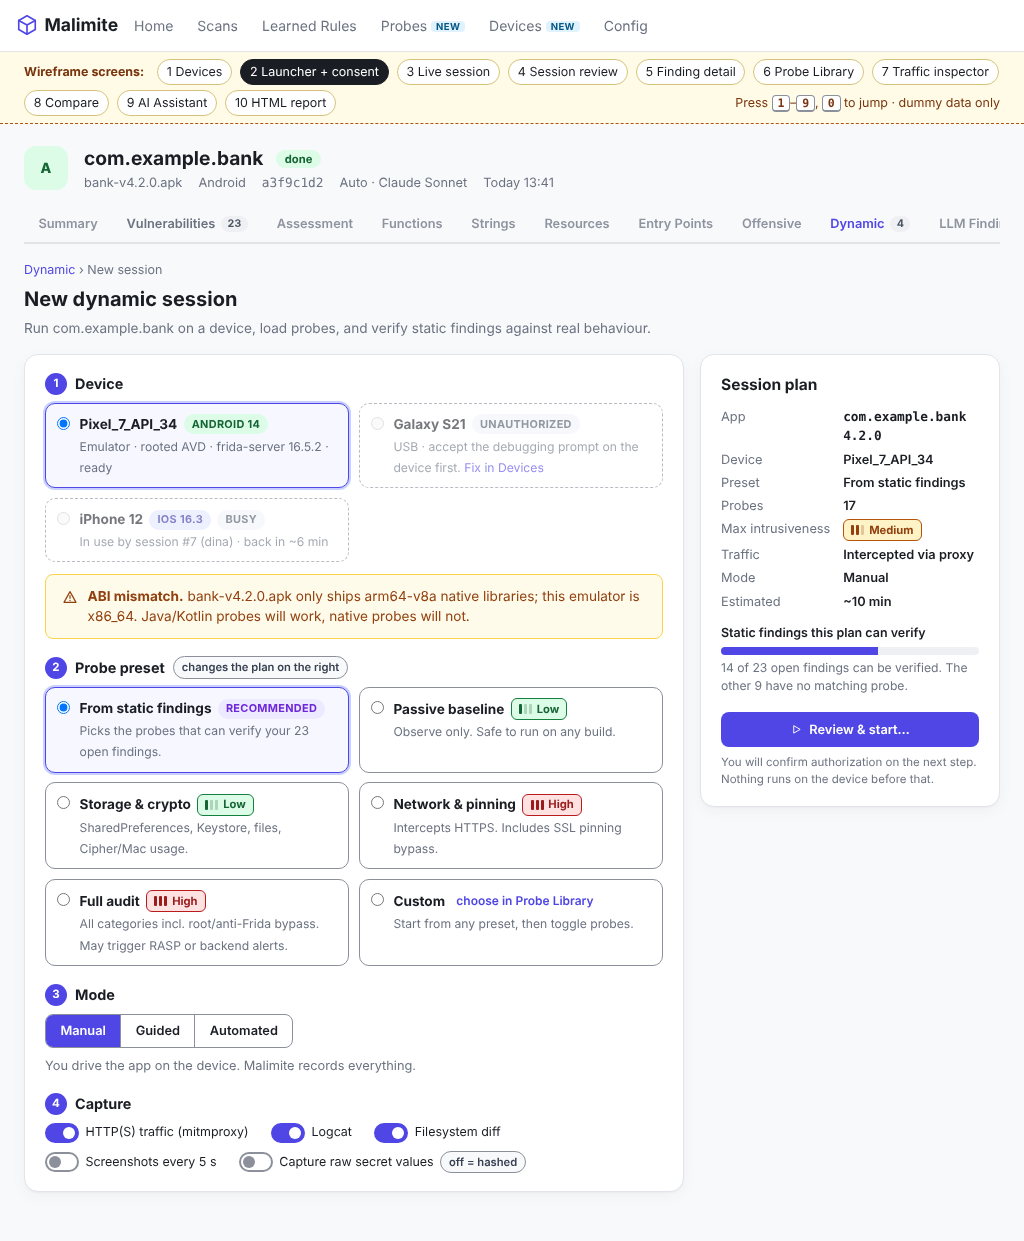 Malimite Home Scans Learned Rules Probes NEW Devices NEW Config
Wireframe screens: 1 Devices 2 Launcher + consent 3 Live session 4 Session review 5 Finding detail 6 Probe Library 7 Traffic inspector
8 Compare 9 AI Assistant 10 HTML report Press 1–9, 0 to jump · dummy data only
A
com.example.bank done
bank-v4.2.0.apk Android a3f9c1d2 Auto · Claude Sonnet Today 13:41
Summary Vulnerabilities 23 Assessment Functions Strings Resources Entry Points Offensive Dynamic 4 LLM Findi
Dynamic › New session
New dynamic session
Run com.example.bank on a device, load probes, and verify static findings against real behaviour.
1 Device
Pixel_7_API_34 ANDROID 14
Emulator · rooted AVD · frida-server 16.5.2 ·
ready
Galaxy S21 UNAUTHORIZED
USB · accept the debugging prompt on the
device first. Fix in Devices
iPhone 12 IOS 16.3 BUSY
In use by session #7 (dina) · back in ~6 min
ABI mismatch. bank-v4.2.0.apk only ships arm64-v8a native libraries; this emulator is
x86_64. Java/Kotlin probes will work, native probes will not.
2 Probe preset changes the plan on the right
From static findings RECOMMENDED
Picks the probes that can verify your 23
open findings.
Passive baseline Low
Observe only. Safe to run on any build.
Storage & crypto Low
SharedPreferences, Keystore, files,
Cipher/Mac usage.
Network & pinning High
Intercepts HTTPS. Includes SSL pinning
bypass.
Full audit High
All categories incl. root/anti-Frida bypass.
May trigger RASP or backend alerts.
Custom choose in Probe Library
Start from any preset, then toggle probes.
3 Mode
Manual Guided Automated
You drive the app on the device. Malimite records everything.
4 Capture
HTTP(S) traffic (mitmproxy) Logcat Filesystem diff
Screenshots every 5 s Capture raw secret values off = hashed
Session plan
App com.example.bank
4.2.0
Device Pixel_7_API_34
Preset From static findings
Probes 17
Max intrusiveness Medium
Traffic Intercepted via proxy
Mode Manual
Estimated ~10 min
Static findings this plan can verify
14 of 23 open findings can be verified. The
other 9 have no matching probe.
Review & start…
You will confirm authorization on the next step.
Nothing runs on the device before that.